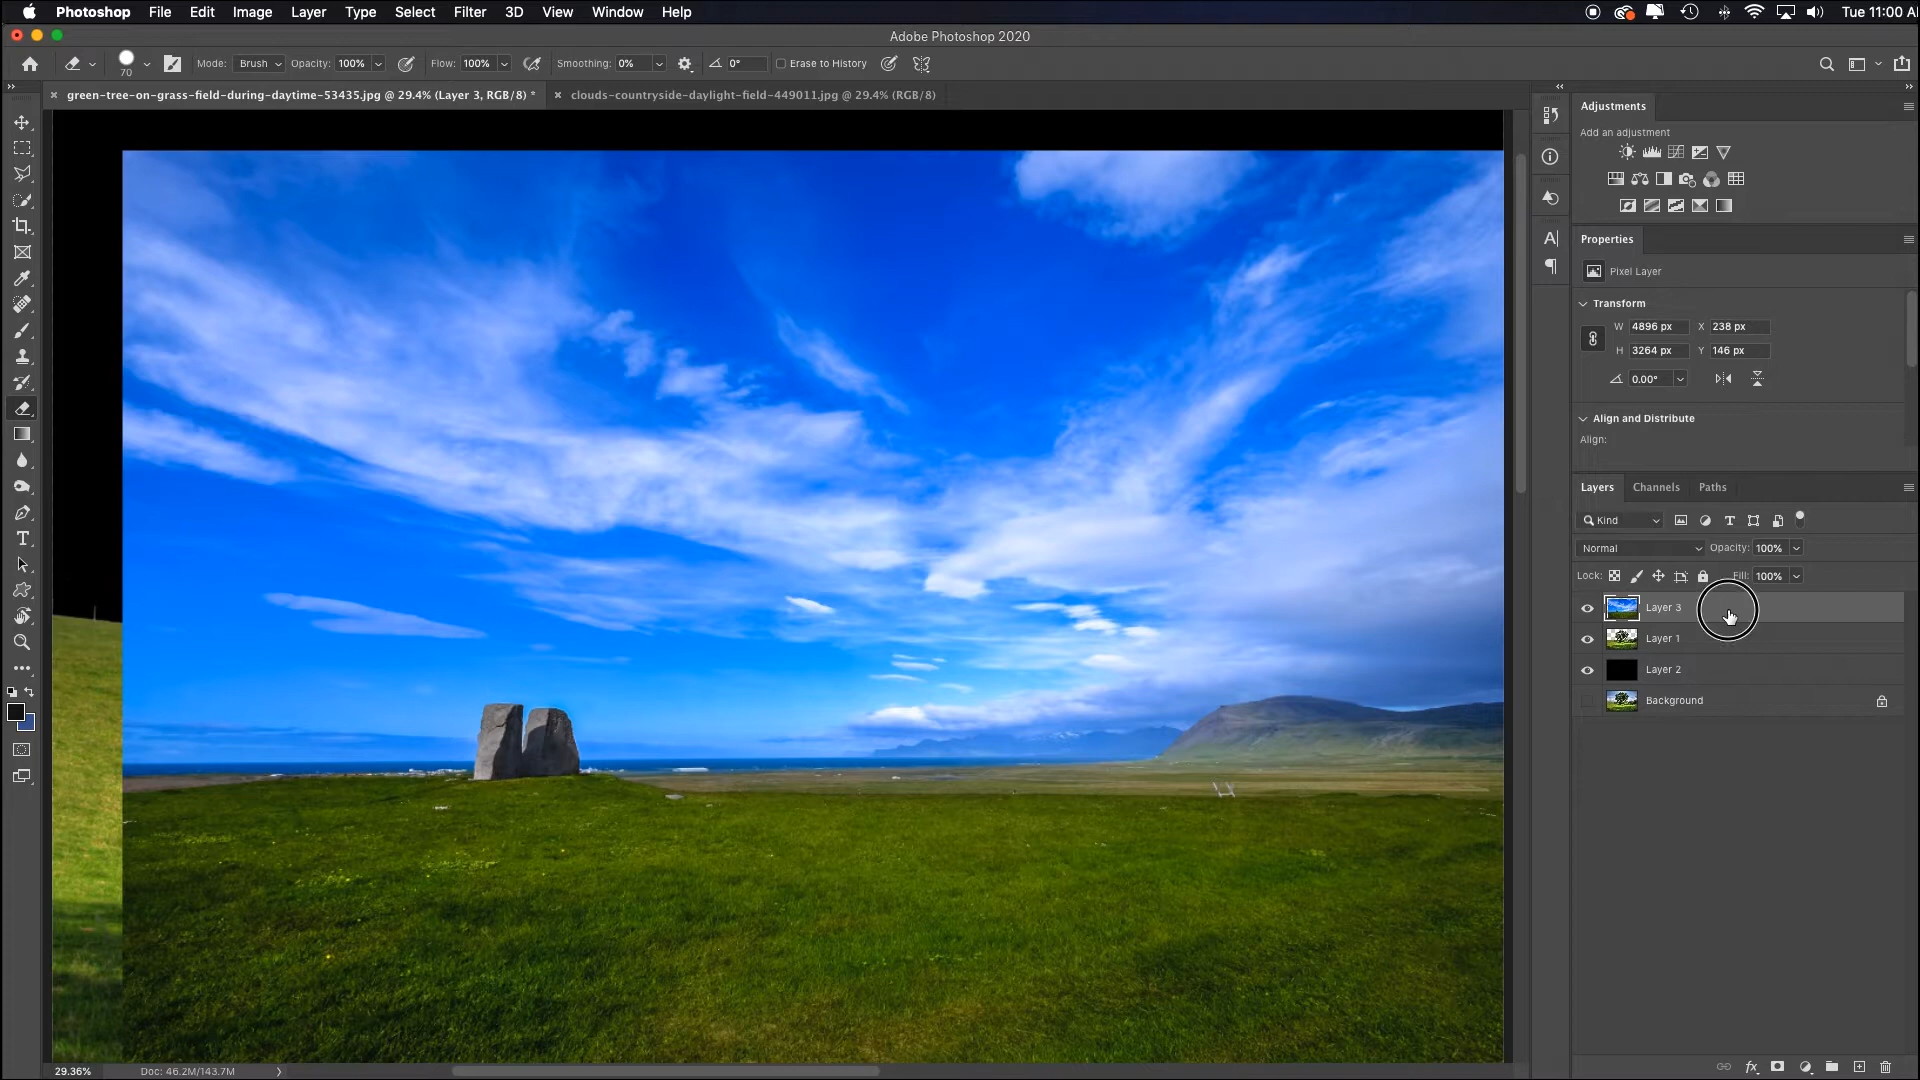 Photoshop File Edit Image Layer Type Select Filter 3D View Window Help Tue 11:00 A
Adobe Photoshop 2020
70 Mode: Brush Opacity: 100% Flow: 100% Smoothing: 0% 0° Erase to History
green-tree-on-grass-field-during-daytime-53435.jpg @ 29.4% (Layer 3, RGB/8) *
clouds-countryside-daylight-field-449011.jpg @ 29.4% (RGB/8)
Adjustments
Add an adjustment
Properties
Pixel Layer
Transform
W 4896 px X 238 px
H 3264 px Y 146 px
0.00°
Align and Distribute
Align:
Layers Channels Paths
Kind
Normal Opacity: 100%
Lock: Fill: 100%
Layer 3
Layer 1
Layer 2
Background
29.36% Doc: 46.2M/143.7M